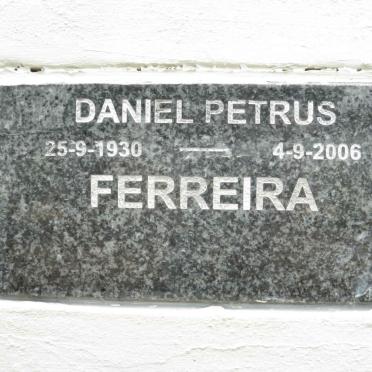 DANIEL PETRUS
25-9-1930 — 4-9-2006
FERREIRA